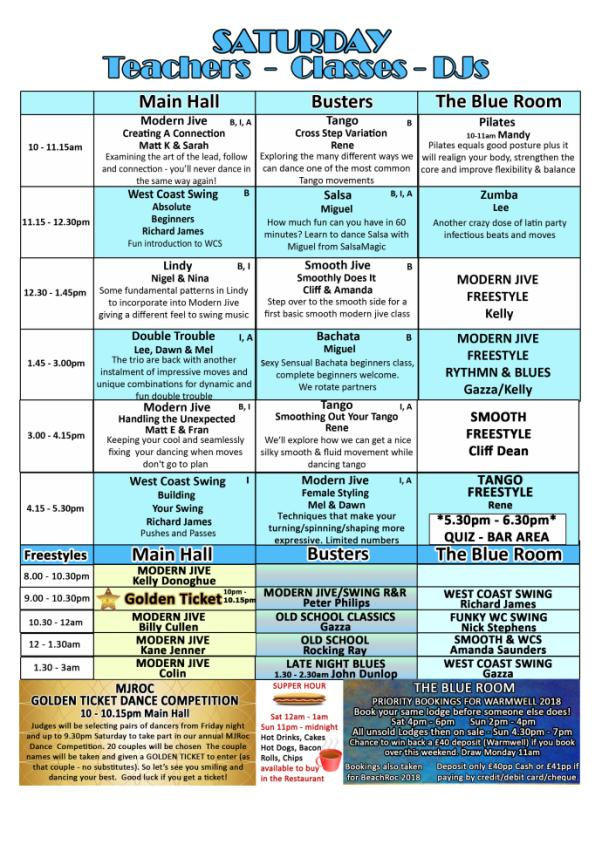 SATURDAY
Teachers - Classes - DJs
Main Hall
Busters
The Blue Room
10 - 11.15am
Modern Jive B, I, A
Creating A Connection
Matt K & Sarah
Examining the art of the lead, follow
and connection - you'll never dance in
the same way again!
Tango B
Cross Step Variation
Rene
Exploring the many different ways we
can dance one of the most common
Tango movements
Pilates
10-11am Mandy
Pilates equals good posture plus it
will realign your body, strengthen the
core and improve flexibility & balance
11.15 - 12.30pm
West Coast Swing B
Absolute
Beginners
Richard James
Fun introduction to WCS
Salsa B, I, A
Miguel
How much fun can you have in 60
minutes? Learn to dance Salsa with
Miguel from SalsaMagic
Zumba
Lee
Another crazy dose of latin party
infectious beats and moves
12.30 - 1.45pm
Lindy B, I
Nigel & Nina
Some fundamental patterns in Lindy
to incorporate into Modern Jive
giving a different feel to swing music
Smooth Jive B
Smoothly Does It
Cliff & Amanda
Step over to the smooth side for a
first basic smooth modern jive class
MODERN JIVE
FREESTYLE
Kelly
1.45 - 3.00pm
Double Trouble I, A
Lee, Dawn & Mel
The trio are back with another
instalment of impressive moves and
unique combinations for dynamic and
fun double trouble
Bachata B
Miguel
Sexy Sensual Bachata beginners class,
complete beginners welcome.
We rotate partners
MODERN JIVE
FREESTYLE
RYTHMN & BLUES
Gazza/Kelly
3.00 - 4.15pm
Modern Jive B, I
Handling the Unexpected
Matt E & Fran
Keeping your cool and seamlessly
fixing your dancing when moves
don't go to plan
Tango I, A
Smoothing Out Your Tango
Rene
We'll explore how we can get a nice
silky smooth & fluid movement while
dancing tango
SMOOTH
FREESTYLE
Cliff Dean
4.15 - 5.30pm
West Coast Swing I
Building
Your Swing
Richard James
Pushes and Passes
Modern Jive I, A
Female Styling
Mel & Dawn
Techniques that make your
turning/spinning/shaping more
expressive. Limited numbers
TANGO
FREESTYLE
Rene
*5.30pm - 6.30pm*
QUIZ - BAR AREA
Freestyles
Main Hall
Busters
The Blue Room
8.00 - 10.30pm
MODERN JIVE
Kelly Donoghue
9.00 - 10.30pm
Golden Ticket 10pm -
10.15pm
MODERN JIVE/SWING R&R
Peter Philips
WEST COAST SWING
Richard James
10.30 - 12am
MODERN JIVE
Billy Cullen
OLD SCHOOL CLASSICS
Gazza
FUNKY WC SWING
Nick Stephens
12 - 1.30am
MODERN JIVE
Kane Jenner
OLD SCHOOL
Rocking Ray
SMOOTH & WCS
Amanda Saunders
1.30 - 3am
MODERN JIVE
Colin
LATE NIGHT BLUES
1.30 - 2.30am John Dunlop
WEST COAST SWING
Gazza
MJROC
GOLDEN TICKET DANCE COMPETITION
10 - 10.15pm Main Hall
Judges will be selecting pairs of dancers from Friday night
and up to 9.30pm Saturday to take part in our annual MJRoc
Dance Competition. 20 couples will be chosen The couple
names will be taken and given a GOLDEN TICKET to enter (as
that couple - no substitutes). So let's see you smiling and
dancing your best. Good luck if you get a ticket!
SUPPER HOUR
Sat 12am - 1am
Sun 11pm - midnight
Hot Drinks, Cakes
Hot Dogs, Bacon
Rolls, Chips
available to buy
in the Restaurant
THE BLUE ROOM
PRIORITY BOOKINGS FOR WARMWELL 2018
Book your same lodge before someone else does!
Sat 4pm - 6pm Sun 2pm - 4pm
All unsold Lodges then on sale - Sun 4.30pm - 7pm
Chance to win back a £40 deposit (Warmwell) if you book
over this weekend. Draw Monday 11am
Bookings also taken
for BeachRoc 2018
Deposit only £40pp Cash or £41pp if
paying by credit/debit card/cheque